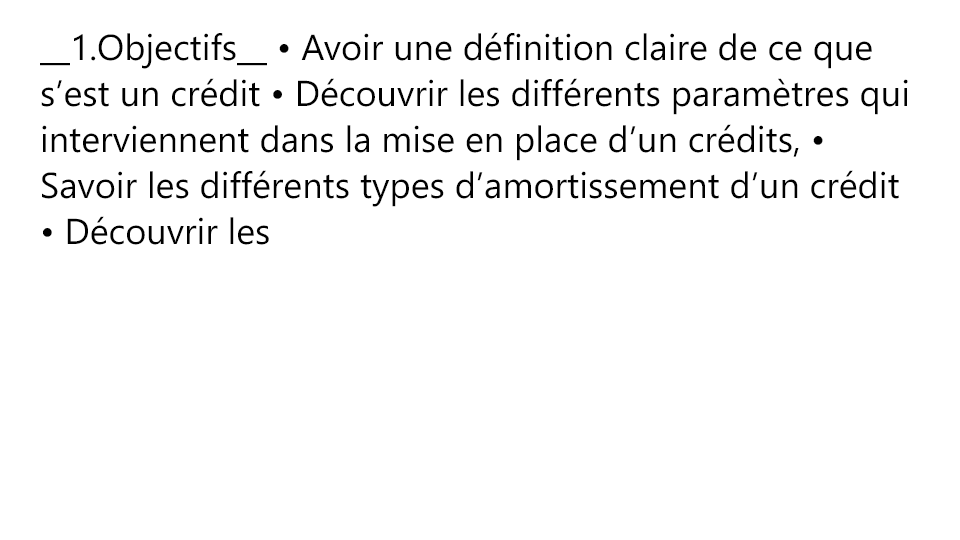 __1.Objectifs__ • Avoir une définition claire de ce que
s’est un crédit • Découvrir les différents paramètres qui
interviennent dans la mise en place d’un crédits, •
Savoir les différents types d’amortissement d’un crédit
• Découvrir les